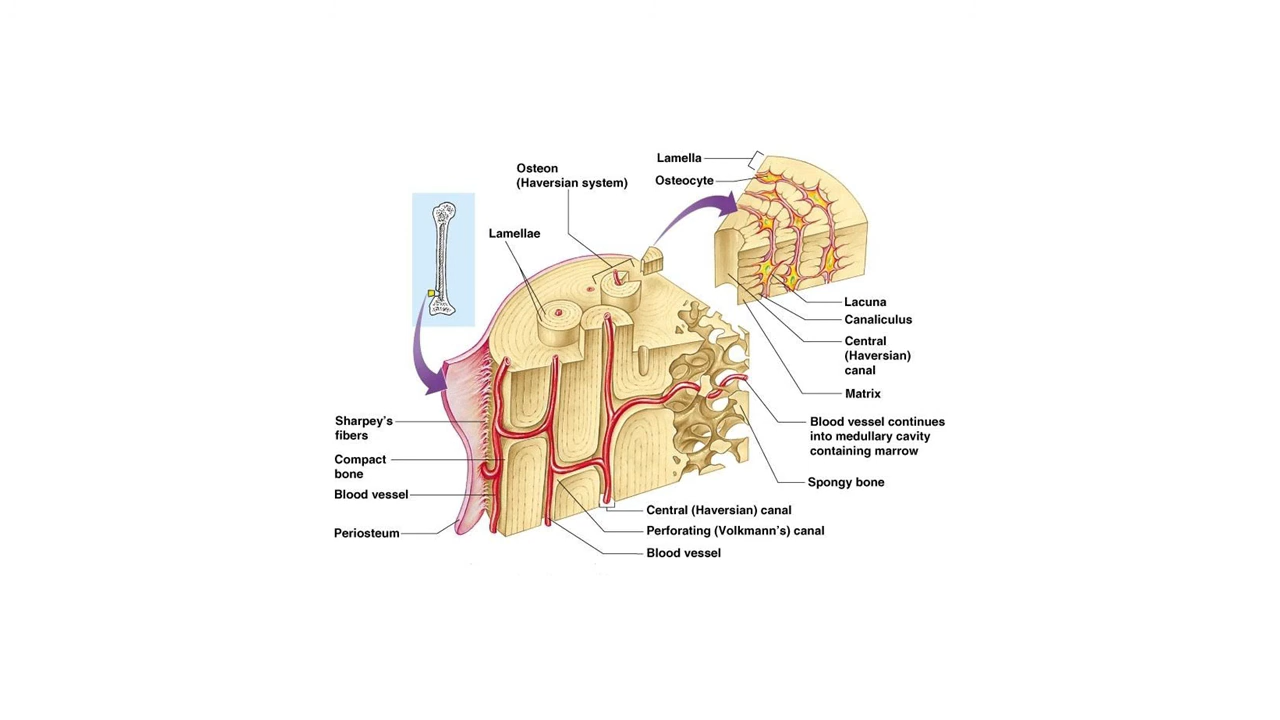 Lamella
Osteocyte
Osteon
(Haversian system)
Lamellae
Lacuna
Canaliculus
Central
(Haversian)
canal
Matrix
Sharpey's
fibers
Compact
bone
Blood vessel
Periosteum
Blood vessel continues
into medullary cavity
containing marrow
Spongy bone
Central (Haversian) canal
Perforating (Volkmann's) canal
Blood vessel